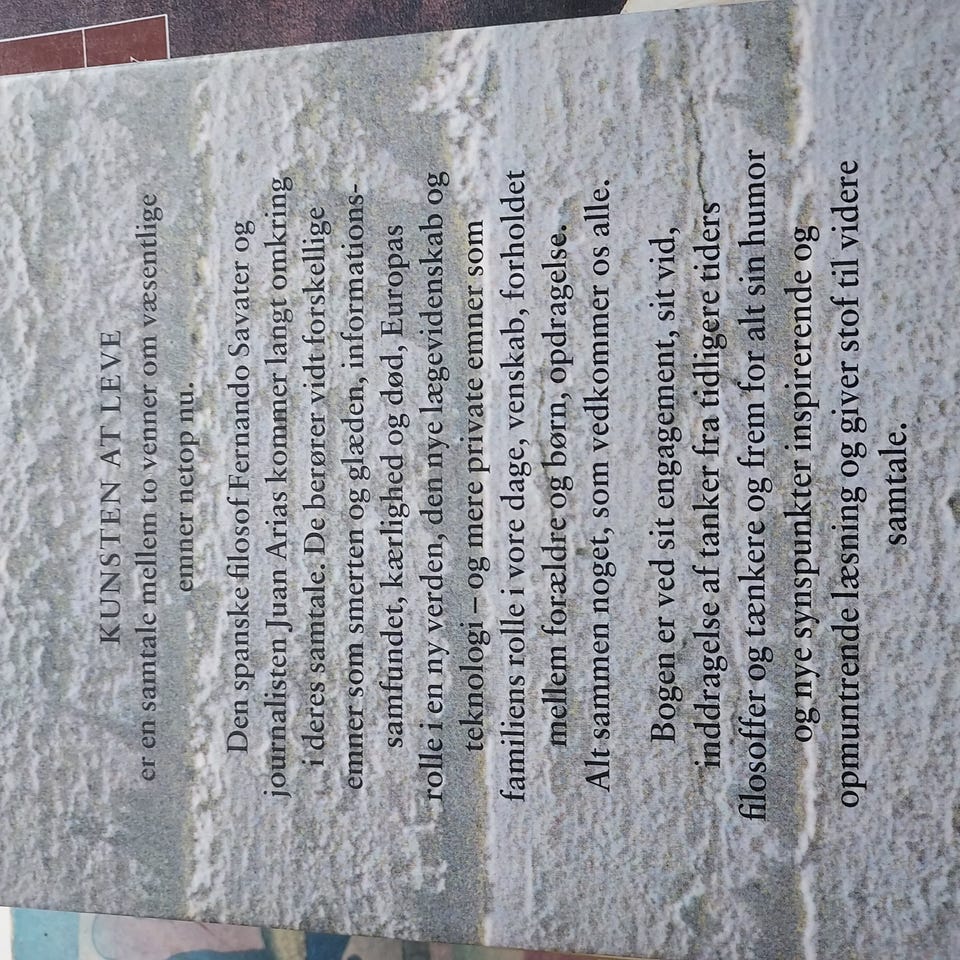 KUNSTEN AT LEVE
er en samtale mellem to venner om væsentlige
emner netop nu.
Den spanske filosof Fernando Savater og
journalisten Juan Arias kommer langt omkring
i deres samtale. De berører vidt forskellige
emner som smerten og glæden, informations-
samfundet, kærlighed og død, Europas
rolle i en ny verden, den nye lægevidenskab og
teknologi – og mere private emner som
familiens rolle i vore dage, venskab, forholdet
mellem forældre og børn, opdragelse.
Alt sammen noget, som vedkommer os alle.
Bogen er ved sit engagement, sit vid,
inddragelse af tanker fra tidligere tiders
filosoffer og tænkere og frem for alt sin humor
og nye synspunkter inspirerende og
opmuntrende læsning og giver stof til videre
samtale.